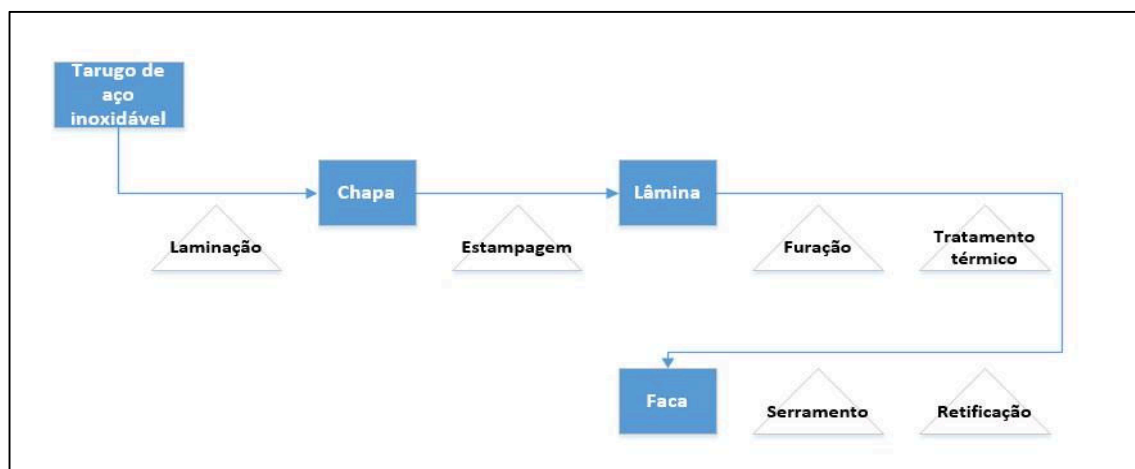 Tarugo de
aço
inoxidável
Chapa
Lâmina
Laminação
Estampagem
Furação
Tratamento
térmico
Faca
Serramento
Retificação